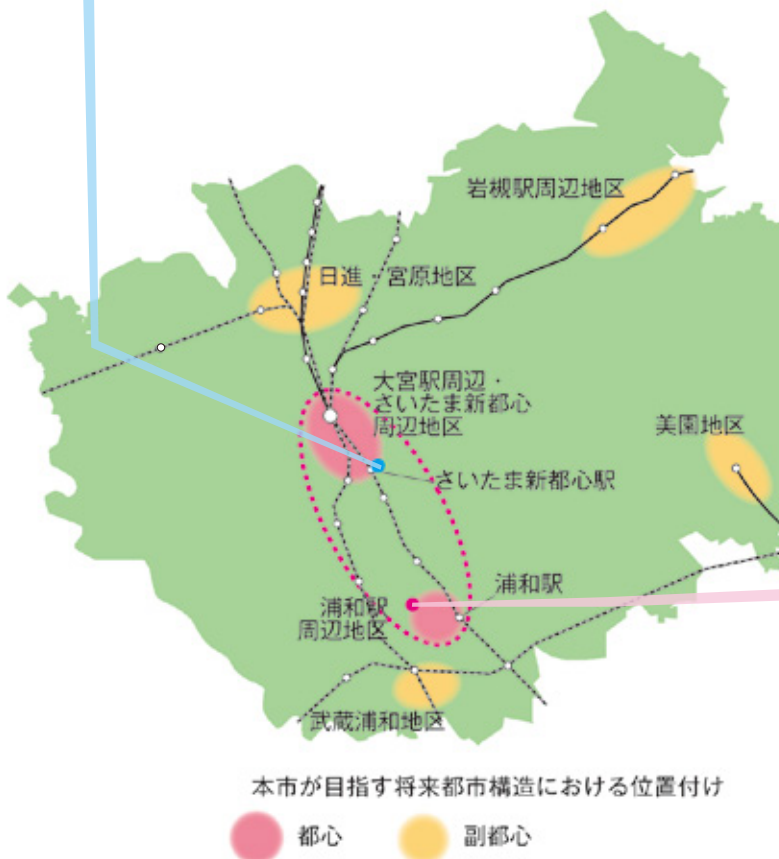 岩槻駅周辺地区
日進・宮原地区
大宮駅周辺・
さいたま新都心
周辺地区
美園地区
さいたま新都心駅
浦和駅
浦和駅
周辺地区
武蔵浦和地区
本市が目指す将来都市構造における位置付け
都心
副都心